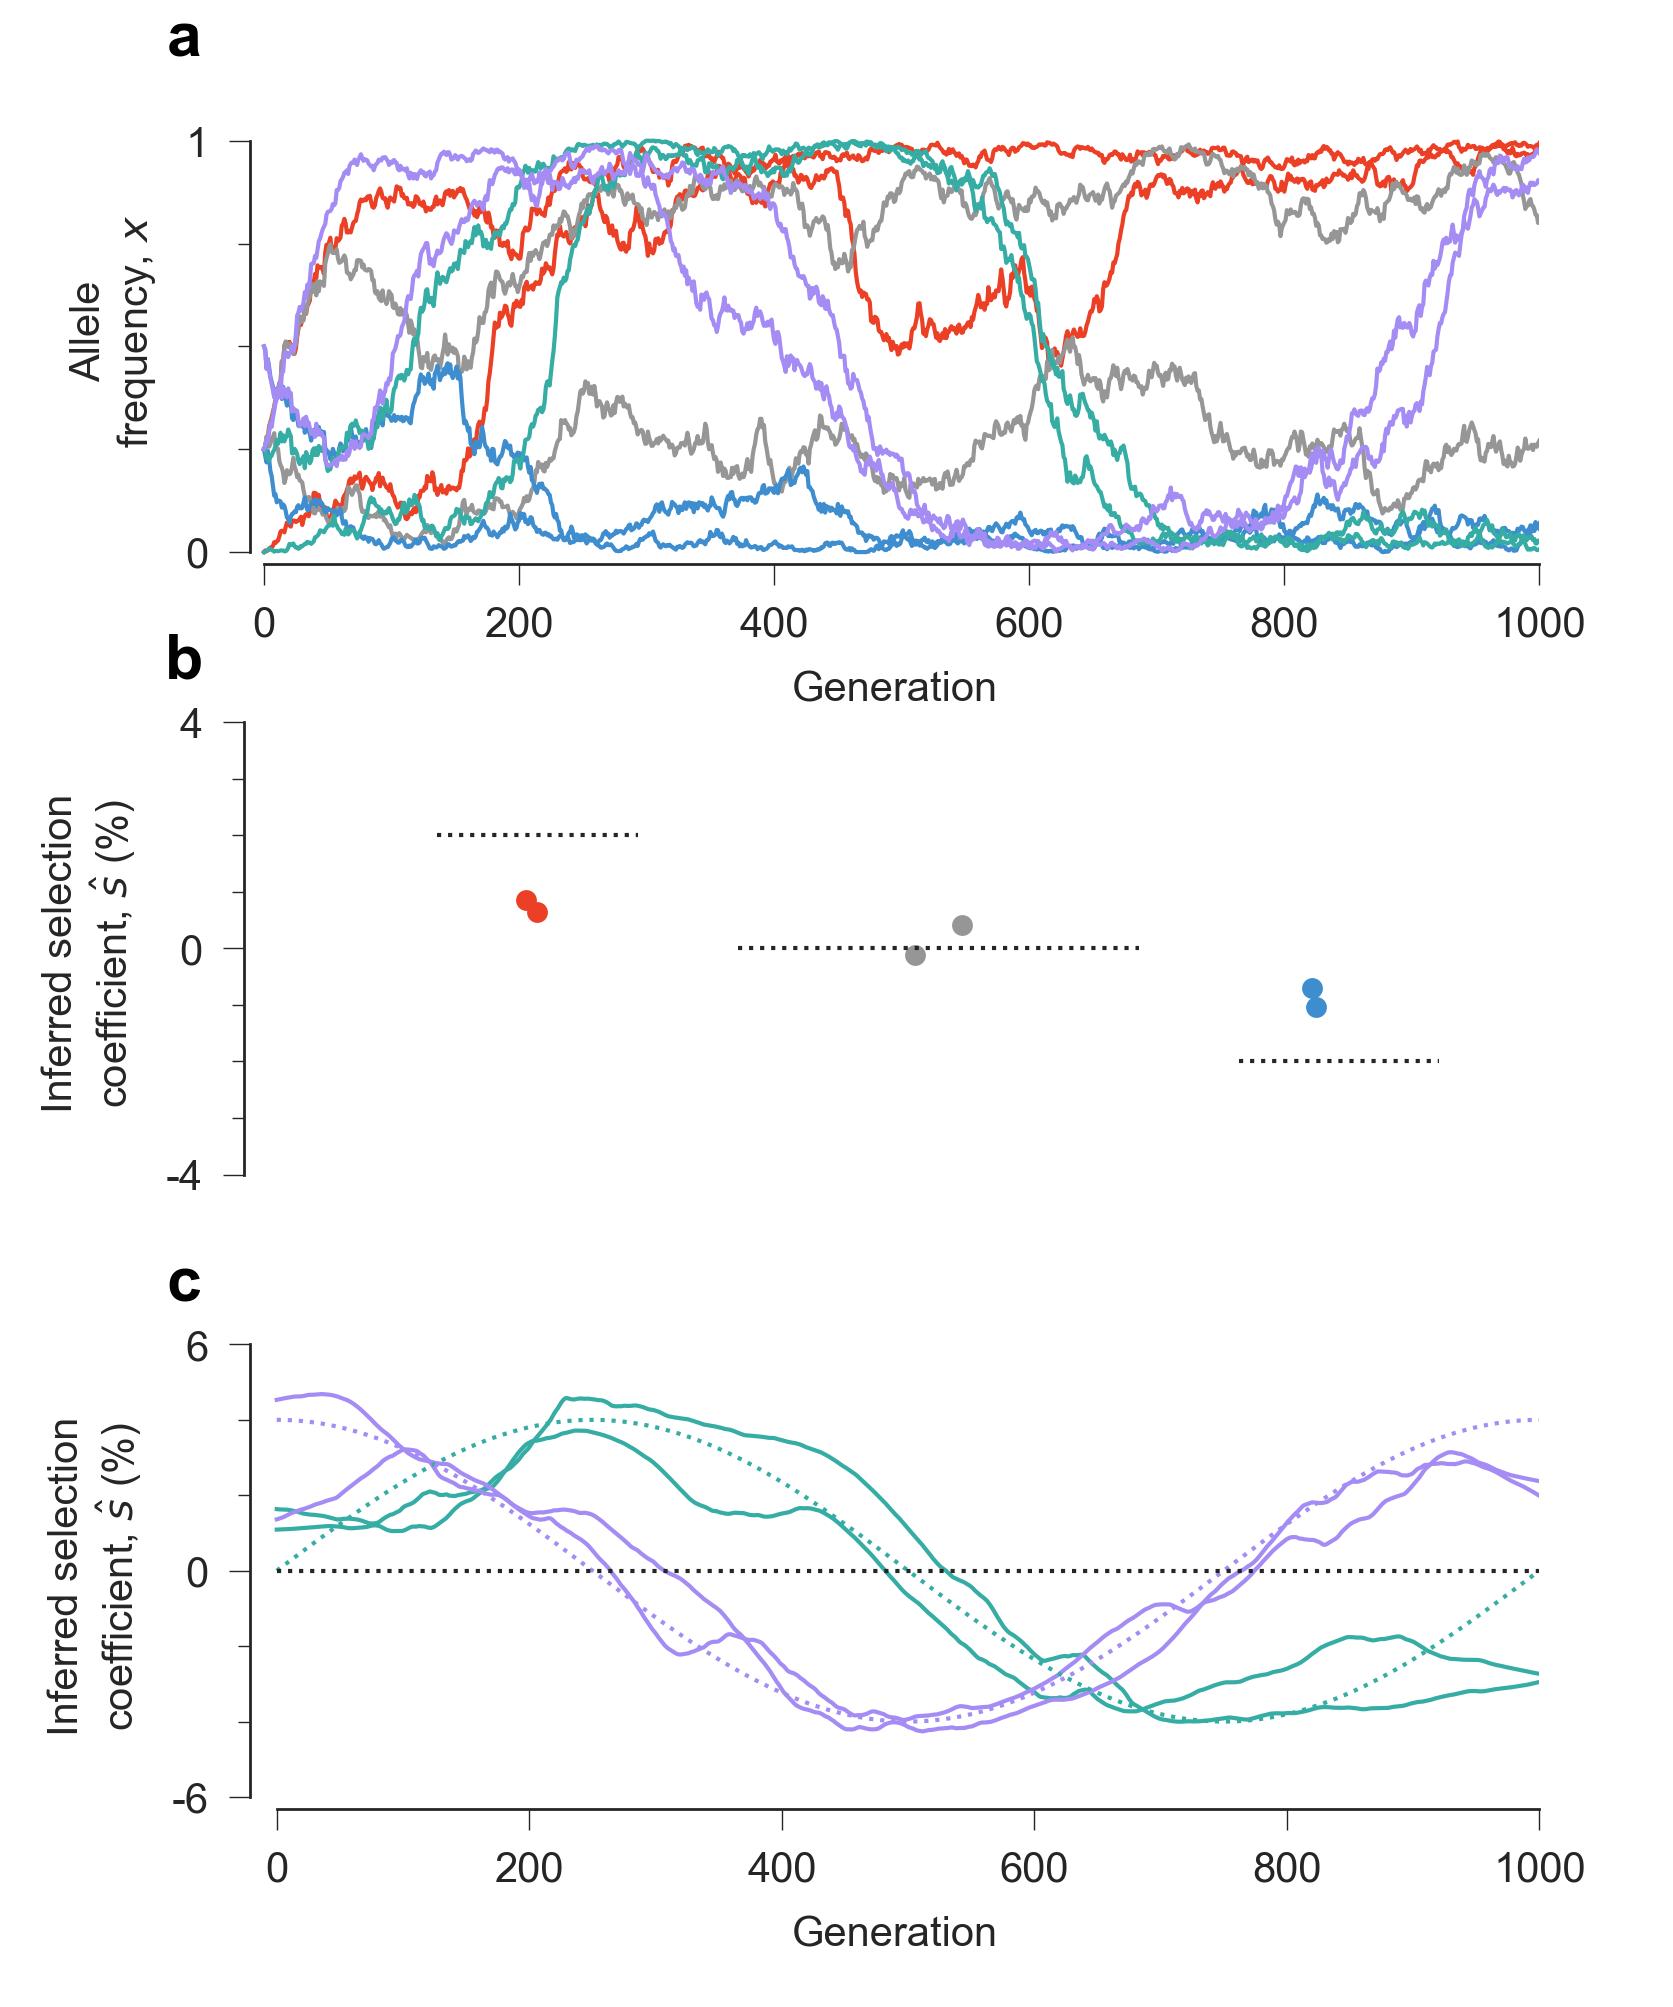 a
1
0
Allele
frequency, x
0 200 400 600 800 1000
Generation
b
4
0
-4
Inferred selection
coefficient, ŝ (%)
c
6
0
-6
Inferred selection
coefficient, ŝ (%)
0 200 400 600 800 1000
Generation